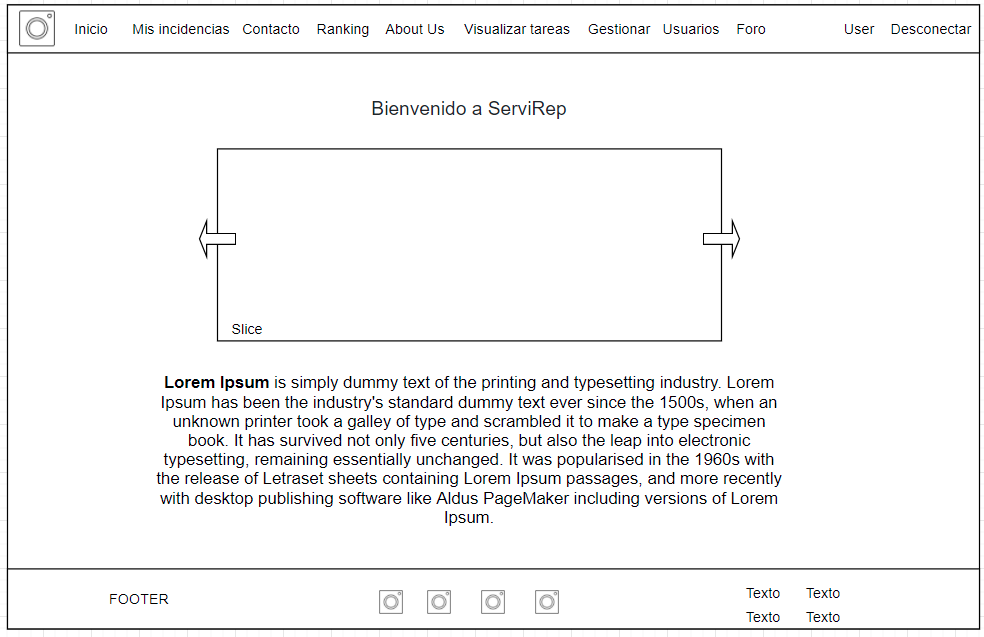 Inicio Mis incidencias Contacto Ranking About Us Visualizar tareas Gestionar Usuarios Foro User Desconectar
Bienvenido a ServiRep
Slice
Lorem Ipsum is simply dummy text of the printing and typesetting industry. Lorem
Ipsum has been the industry's standard dummy text ever since the 1500s, when an
unknown printer took a galley of type and scrambled it to make a type specimen
book. It has survived not only five centuries, but also the leap into electronic
typesetting, remaining essentially unchanged. It was popularised in the 1960s with
the release of Letraset sheets containing Lorem Ipsum passages, and more recently
with desktop publishing software like Aldus PageMaker including versions of Lorem
Ipsum.
FOOTER
Texto Texto
Texto Texto